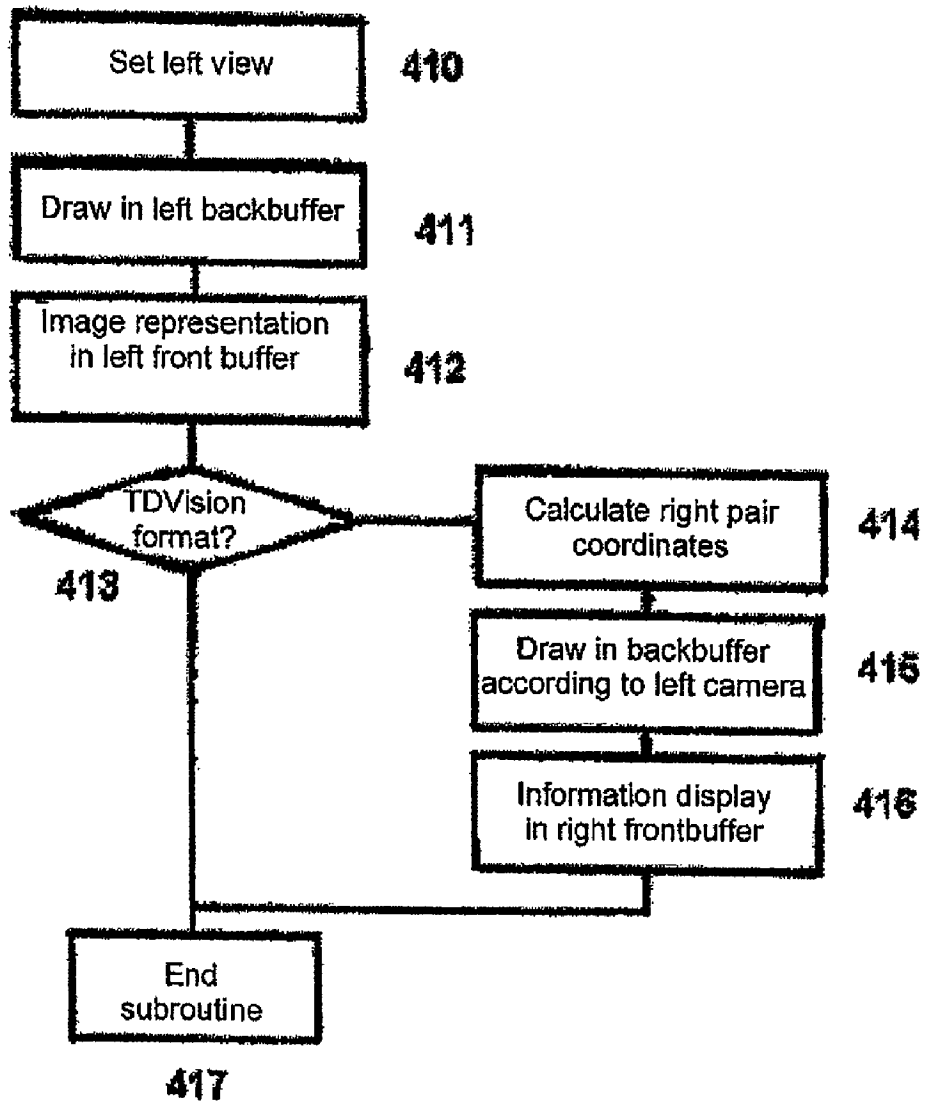 Set left view
410
Draw in left backbuffer
411
Image representation
in left front buffer
412
TDVision
format?
413
Calculate right pair
coordinates
414
Draw in backbuffer
according to left camera
415
Information display
in right frontbuffer
416
End
subroutine
417